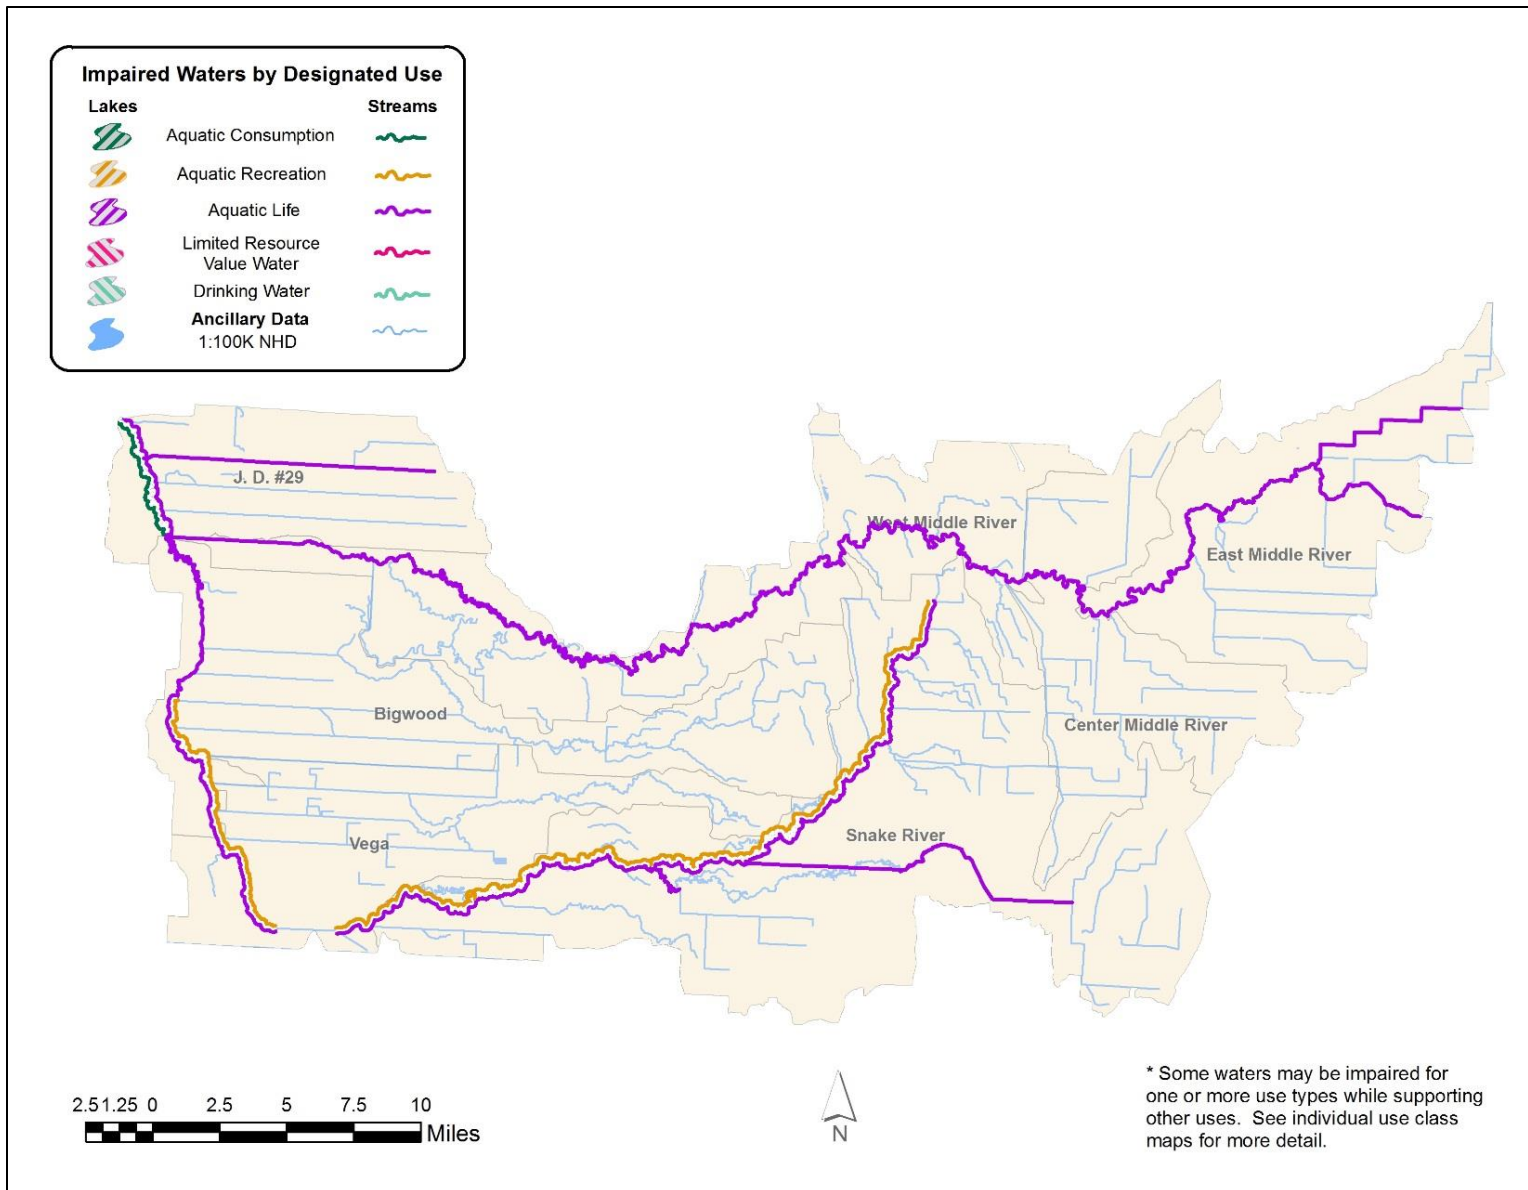 Impaired Waters by Designated Use
Lakes
Streams
Aquatic Consumption
Aquatic Recreation
Aquatic Life
Limited Resource
Value Water
Drinking Water
Ancillary Data
1:100K NHD
J. D. #29
West Middle River
East Middle River
Bigwood
Center Middle River
Vega
Snake River
2.5 1.25 0 2.5 5 7.5 10
Miles
N
* Some waters may be impaired for
one or more use types while supporting
other uses. See individual use class
maps for more detail.